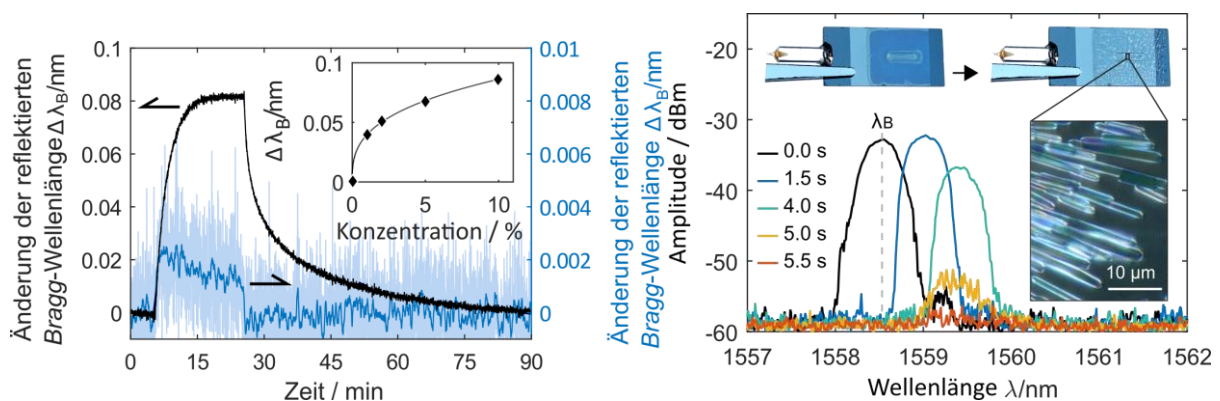 Änderung der reflektierten
Bragg-Wellenlänge ΔλB/nm
0.1
0.08
0.06
0.04
0.02
0
0 15 30 45 60 75 90
Zeit / min
0.1
0.05
0
ΔλB/nm
0 5 10
Konzentration / %
0.01
0.008
0.006
0.004
0.002
0
Änderung der reflektierten
Bragg-Wellenlänge ΔλB/nm
Amplitude / dBm
-20
-30
-40
-50
-60
λB
0.0 s
1.5 s
4.0 s
5.0 s
5.5 s
10 µm
1557 1558 1559 1560 1561 1562
Wellenlänge λ/nm